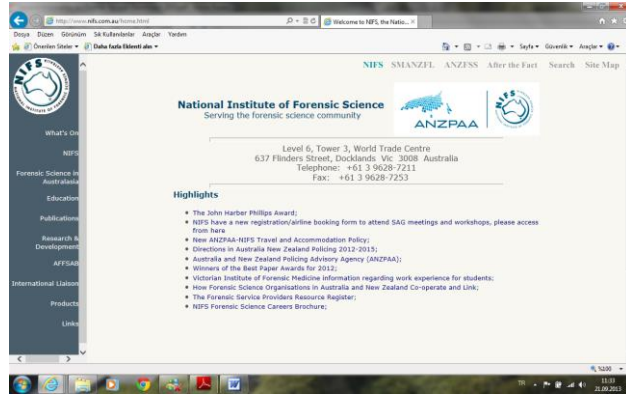 http://www.nifs.com.au/home.html
Welcome to NIFS, the Natio...
Dosya Düzen Görünüm Sık Kullanılanlar Araçlar Yardım
Önerilen Siteler Daha fazla Eklenti alın
Sayfa Güvenlik Araçlar
NIFS SMANZFL ANZFSS After the Fact Search Site Map
NIFS
National Institute of Forensic Science
Serving the forensic science community
ANZPAA
NIFS
Level 6, Tower 3, World Trade Centre
637 Flinders Street, Docklands Vic 3008 Australia
Telephone: +61 3 9628-7211
Fax: +61 3 9628-7253
What's On
NIFS
Forensic Science in
Australasia
Education
Publications
Research &
Development
AFFSAB
International Liaison
Products
Links
Highlights
The John Harber Phillips Award;
NIFS have a new registration/airline booking form to attend SAG meetings and workshops, please access
from here
New ANZPAA-NIFS Travel and Accommodation Policy;
Directions in Australia New Zealand Policing 2012-2015;
Australia and New Zealand Policing Advisory Agency (ANZPAA);
Winners of the Best Paper Awards for 2012;
Victorian Institute of Forensic Medicine information regarding work experience for students;
How Forensic Science Organisations in Australia and New Zealand Co-operate and Link;
The Forensic Service Providers Resource Register;
NIFS Forensic Science Careers Brochure;
%100
TR
11:33
21.09.2013